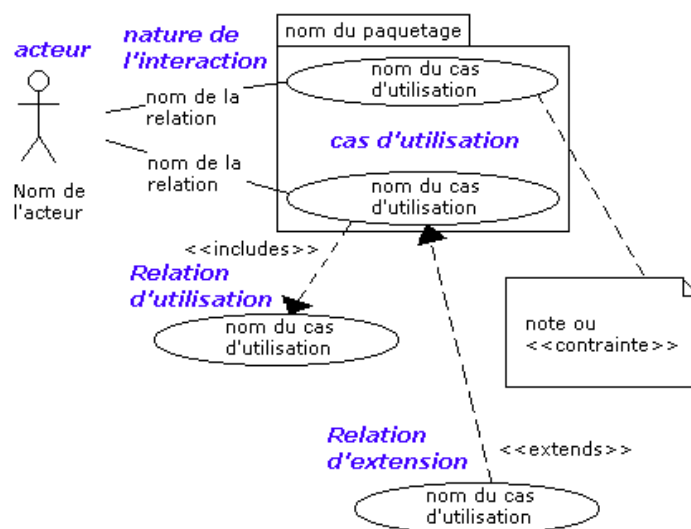 nom du paquetage
acteur
nature de
l'interaction
nom du cas
d'utilisation
nom de la
relation
cas d'utilisation
nom de la
relation
Nom de
l'acteur
nom du cas
d'utilisation
<<includes>>
Relation
d'utilisation
nom du cas
d'utilisation
note ou
<<contrainte>>
Relation
d'extension
<<extends>>
nom du cas
d'utilisation